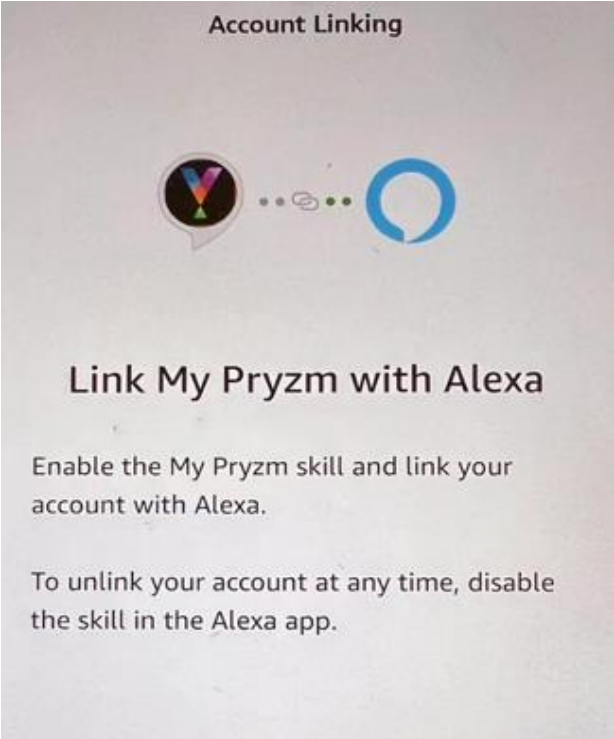 Account Linking
Link My Pryzm with Alexa
Enable the My Pryzm skill and link your
account with Alexa.
To unlink your account at any time, disable
the skill in the Alexa app.